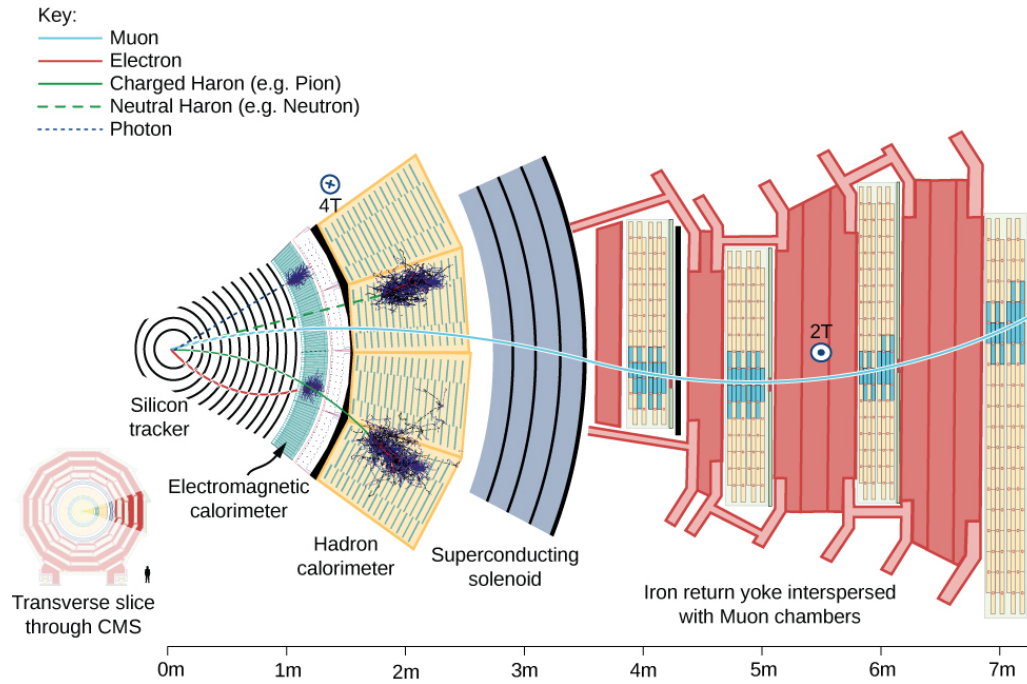 Key:
Muon
Electron
Charged Haron (e.g. Pion)
Neutral Haron (e.g. Neutron)
Photon
4T
2T
Silicon
tracker
Electromagnetic
calorimeter
Hadron
calorimeter
Superconducting
solenoid
Iron return yoke interspersed
with Muon chambers
Transverse slice
through CMS
0m 1m 2m 3m 4m 5m 6m 7m